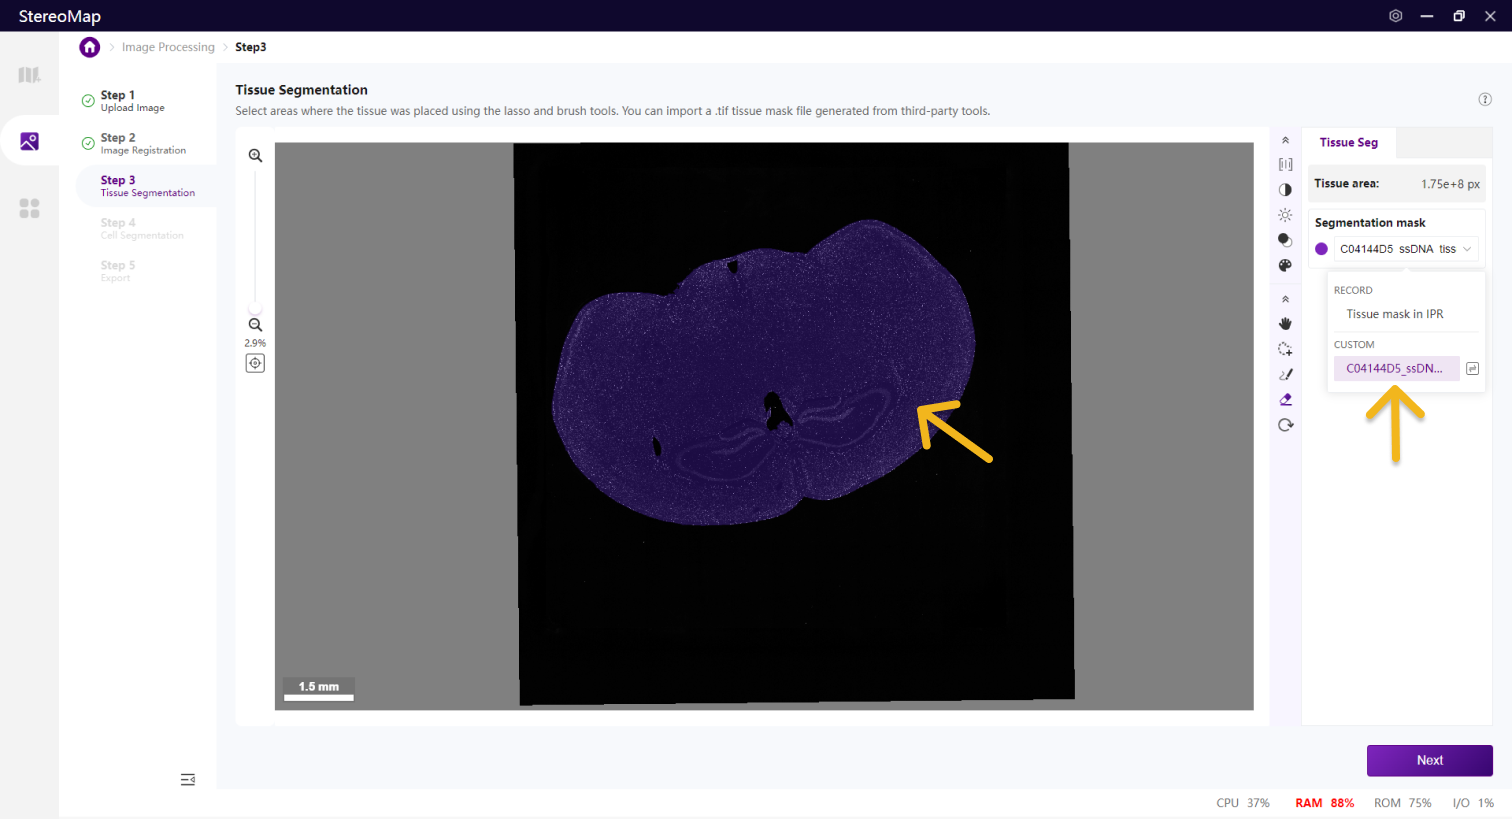 StereoMap
Image Processing
Step3
Step 1
Upload Image
Step 2
Image Registration
Step 3
Tissue Segmentation
Step 4
Cell Segmentation
Step 5
Export
Tissue Segmentation
Select areas where the tissue was placed using the lasso and brush tools. You can import a .tif tissue mask file generated from third-party tools.
2.9%
1.5 mm
Tissue Seg
Tissue area: 1.75e+8 px
Segmentation mask
C04144D5_ssDNA_tiss
RECORD
Tissue mask in IPR
CUSTOM
C04144D5_ssDN...
Next
CPU 37% RAM 88% ROM 75% I/O 1%